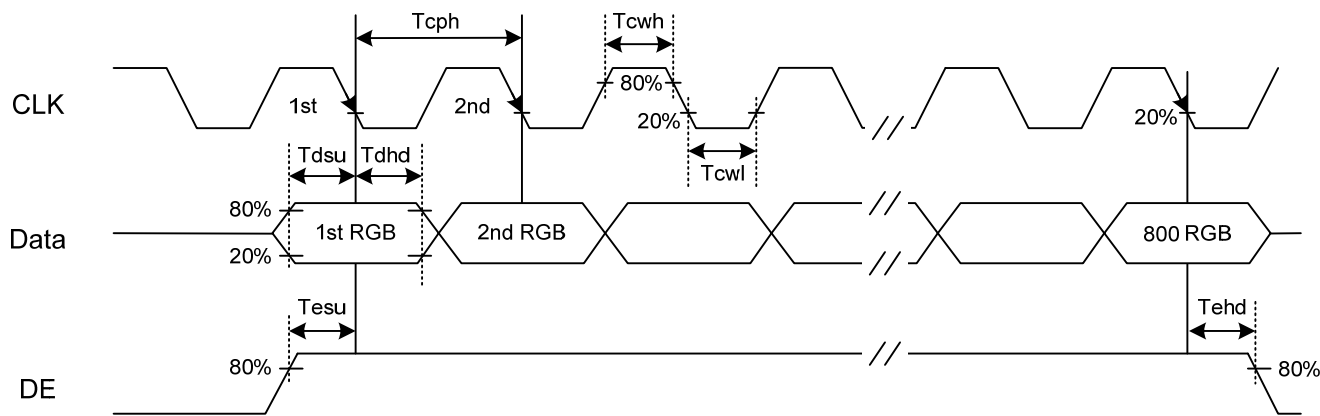 Tcph
Tcwh
CLK
1st
2nd
80%
20%
20%
Tdsu
Tdhd
Tcwl
80%
Data
1st RGB
2nd RGB
800 RGB
20%
Tesu
Tehd
80%
80%
DE